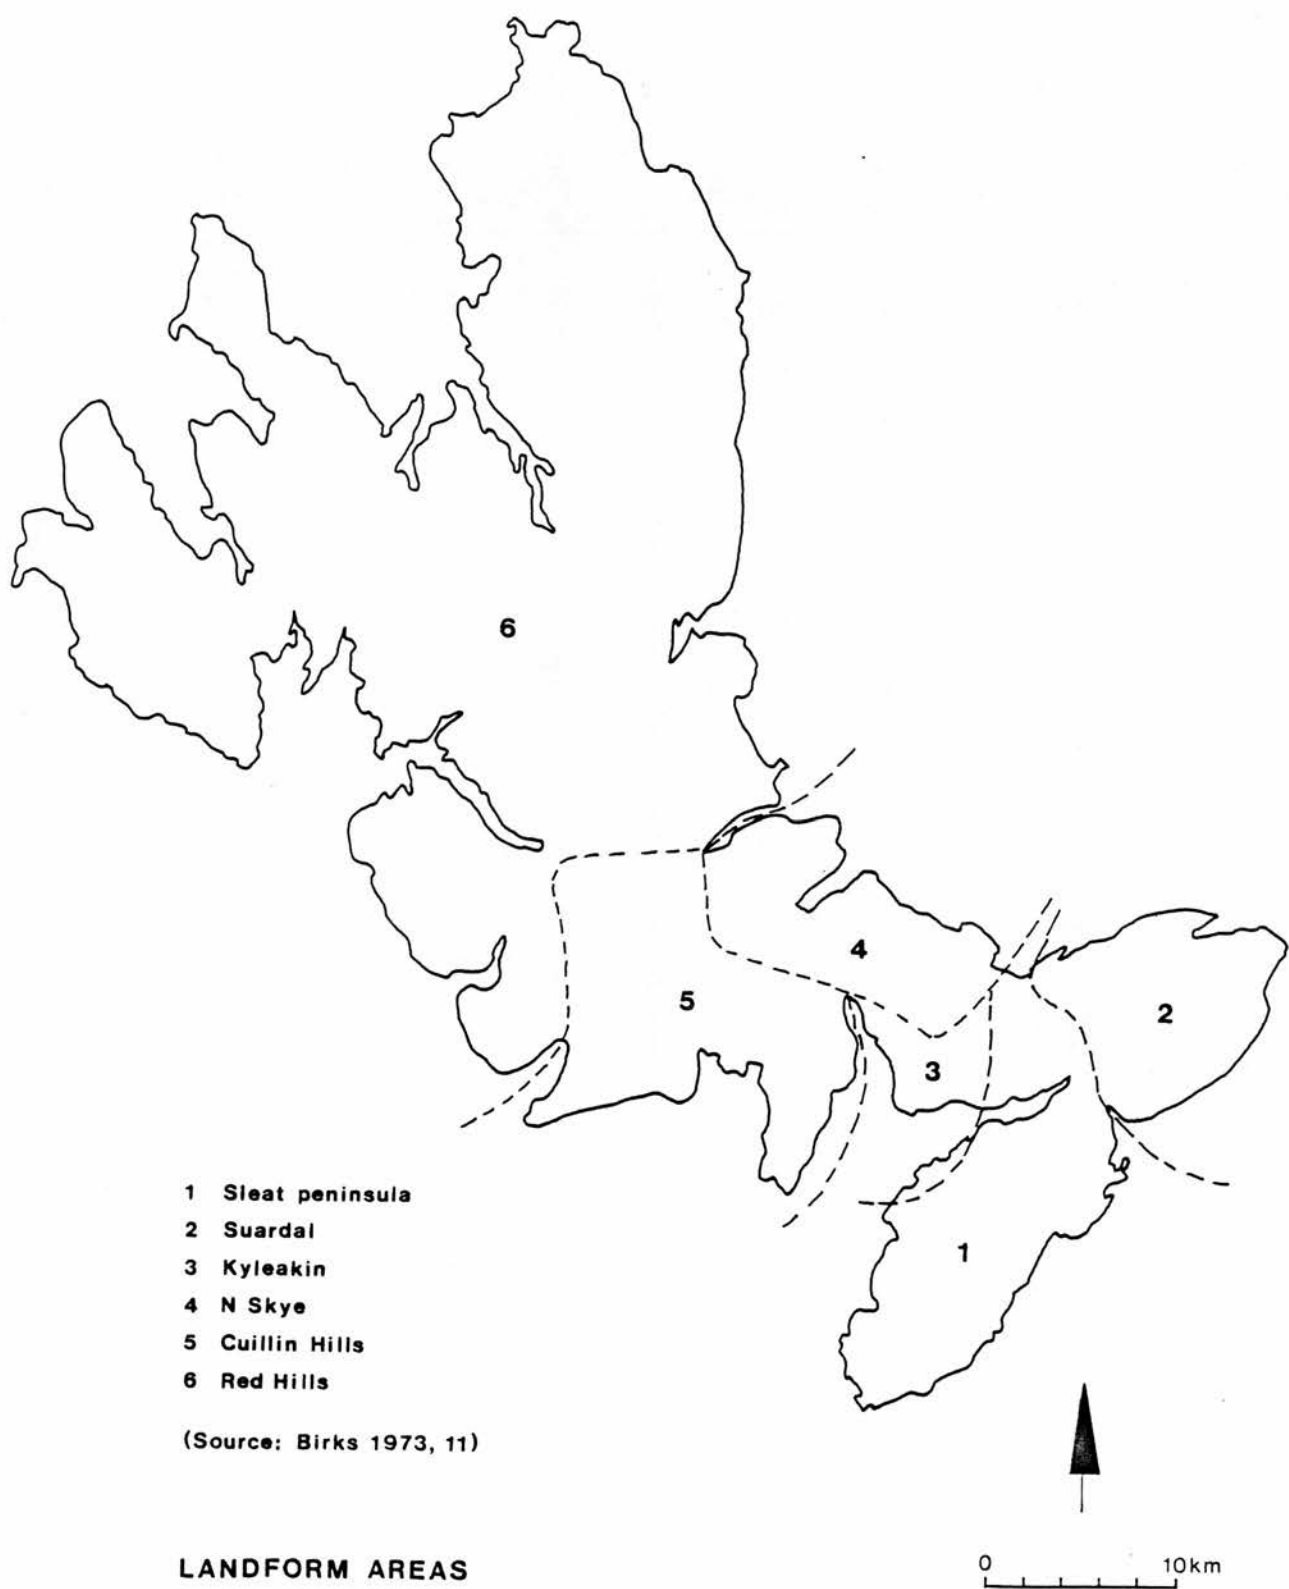 6
4
5
2
3
1
1 Sleat peninsula
2 Suardal
3 Kyleakin
4 N Skye
5 Cuillin Hills
6 Red Hills
(Source: Birks 1973, 11)
LANDFORM AREAS
0 10km